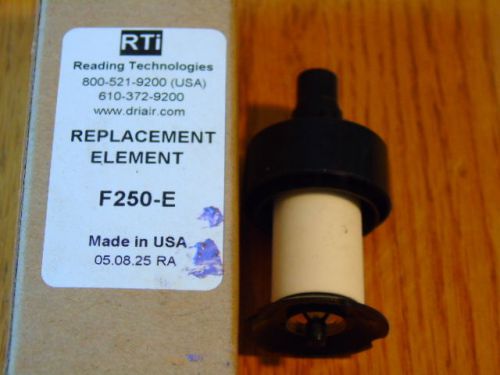 RTi
Reading Technologies
800-521-9200 (USA)
610-372-9200
www.driair.com
REPLACEMENT
ELEMENT
F250-E
Made in USA
05.08.25 RA